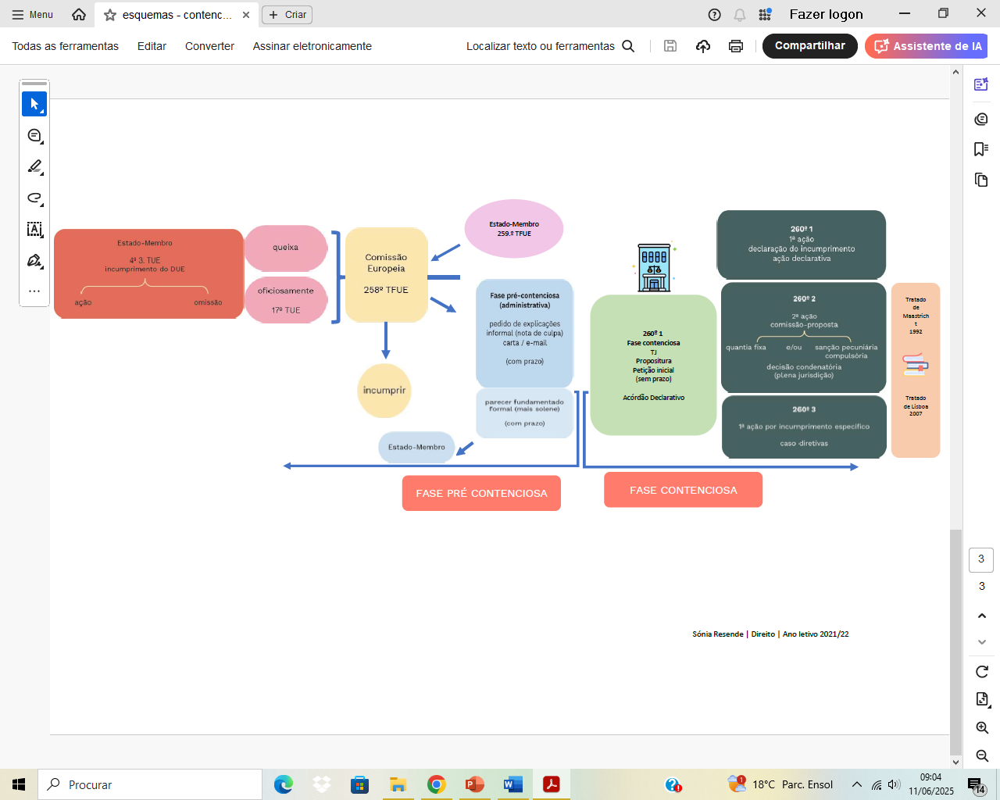 Menu
esquemas - contenc...
Criar
Fazer logon
Todas as ferramentas
Editar
Converter
Assinar eletronicamente
Localizar texto ou ferramentas
Compartilhar
Assistente de IA
Estado-Membro
4º 3. TUE
incumprimento do DUE
ação
omissão
queixa
oficiosamente
17º TUE
Comissão
Europeia
258º TFUE
incumprir
Estado-Membro
259.º TFUE
Fase pré-contenciosa
(administrativa)
pedido de explicações
informal (nota de culpa)
carta / e-mail
(com prazo)
parecer fundamentado
formal (mais solene)
(com prazo)
Estado-Membro
260º 1
Fase contenciosa
TJ
Propositura
Petição inicial
(sem prazo)
Acórdão Declarativo
260º 1
1ª ação
declaração do incumprimento
ação declarativa
260º 2
2ª ação
comissão-proposta
quantia fixa
e/ou
sanção pecuniária
compulsória
decisão condenatória
(plena jurisdição)
260º 3
1ª ação por incumprimento especifico
caso diretivas
Tratado
de
Maastrich
t
1992
Tratado
de Lisboa
2007
FASE PRÉ CONTENCIOSA
FASE CONTENCIOSA
Sónia Resende | Direito | Ano letivo 2021/22
3
3
Procurar
18°C Parc. Ensol
1
09:04
11/06/2025
14